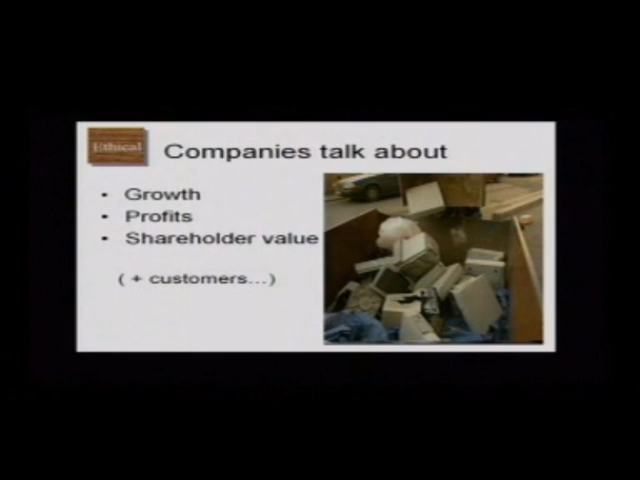 Ethical
Companies talk about
• Growth
• Profits
• Shareholder value
( + customers...)